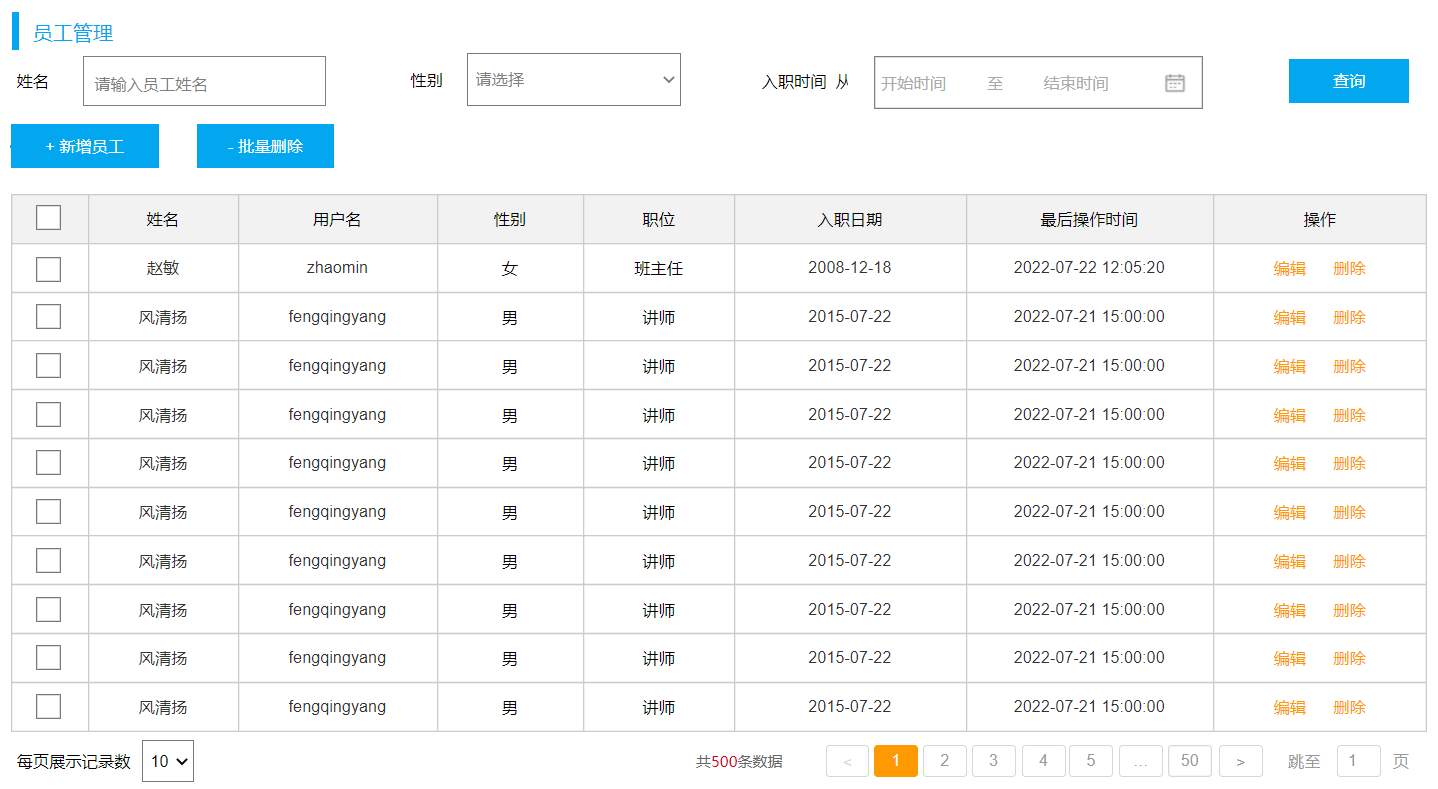 员工管理
姓名 请输入员工姓名 性别 请选择 入职时间 从 开始时间 至 结束时间 查询
+ 新增员工 - 批量删除
姓名 用户名 性别 职位 入职日期 最后操作时间 操作
赵敏 zhaomin 女 班主任 2008-12-18 2022-07-22 12:05:20 编辑 删除
风清扬 fengqingyang 男 讲师 2015-07-22 2022-07-21 15:00:00 编辑 删除
风清扬 fengqingyang 男 讲师 2015-07-22 2022-07-21 15:00:00 编辑 删除
风清扬 fengqingyang 男 讲师 2015-07-22 2022-07-21 15:00:00 编辑 删除
风清扬 fengqingyang 男 讲师 2015-07-22 2022-07-21 15:00:00 编辑 删除
风清扬 fengqingyang 男 讲师 2015-07-22 2022-07-21 15:00:00 编辑 删除
风清扬 fengqingyang 男 讲师 2015-07-22 2022-07-21 15:00:00 编辑 删除
风清扬 fengqingyang 男 讲师 2015-07-22 2022-07-21 15:00:00 编辑 删除
风清扬 fengqingyang 男 讲师 2015-07-22 2022-07-21 15:00:00 编辑 删除
风清扬 fengqingyang 男 讲师 2015-07-22 2022-07-21 15:00:00 编辑 删除
每页展示记录数 10 共500条数据 < 1 2 3 4 5 ... 50 > 跳至 1 页